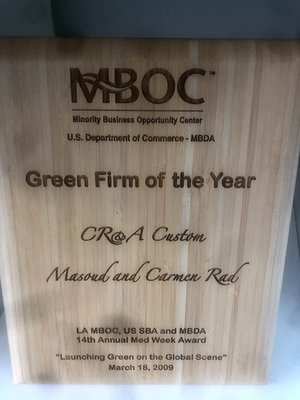 MBOC™
Minority Business Opportunity Center
U.S. Department of Commerce - MBDA
Green Firm of the Year
CR&A Custom
Masoud and Carmen Rad
LA MBOC, US SBA and MBDA
14th Annual Med Week Award
"Launching Green on the Global Scene"
March 18, 2009